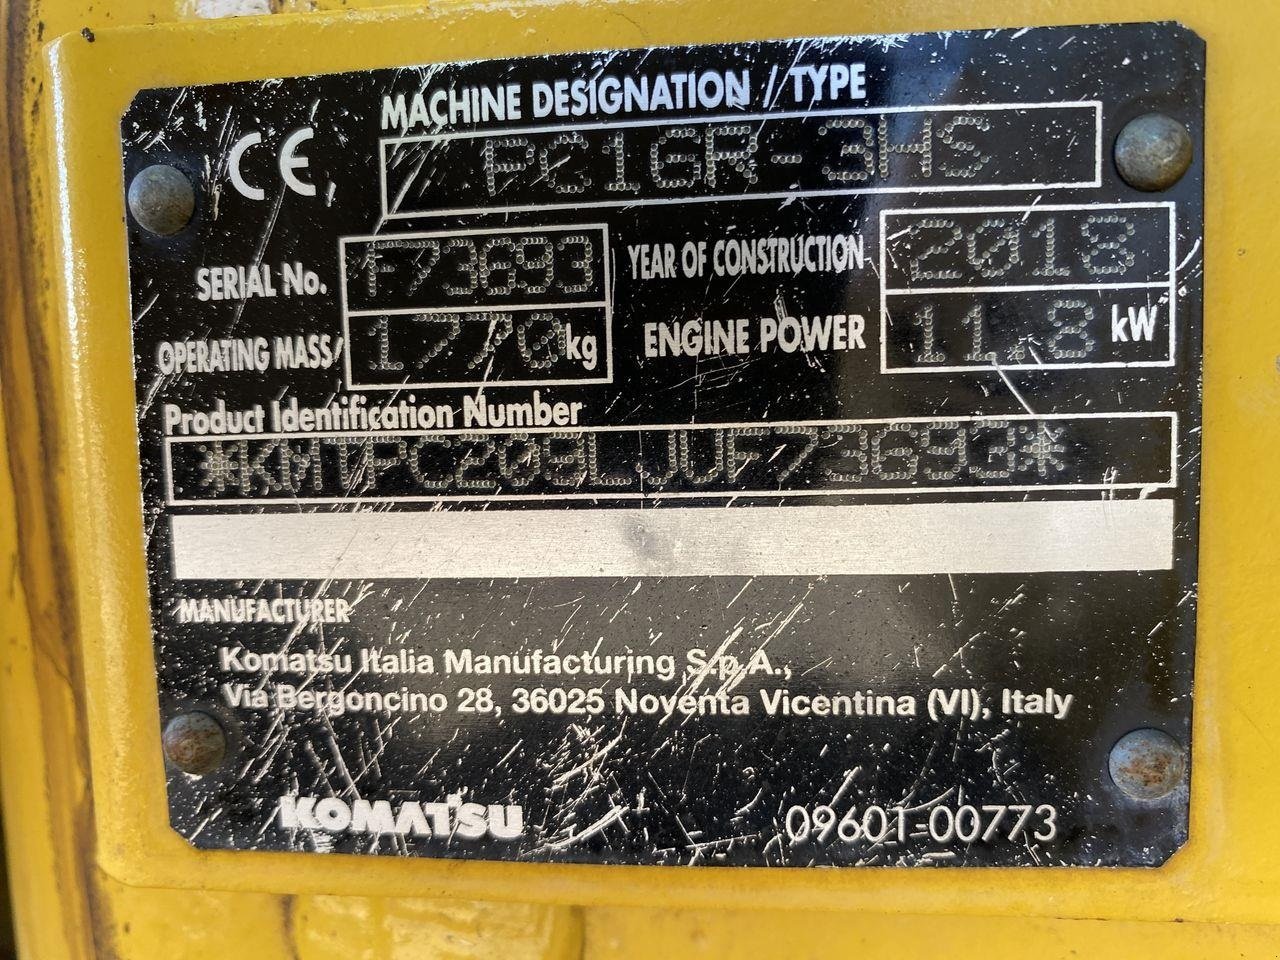 MACHINE DESIGNATION / TYPE
CE
PC16R-3HS
SERIAL No. F73693 YEAR OF CONSTRUCTION 2018
OPERATING MASS 1770 kg ENGINE POWER 11.8 kW
Product Identification Number
*KMTPC209LJUF73693*
MANUFACTURER
Komatsu Italia Manufacturing S.p.A.,
Via Bergoncino 28, 36025 Noventa Vicentina (VI), Italy
KOMATSU 0960T-00773